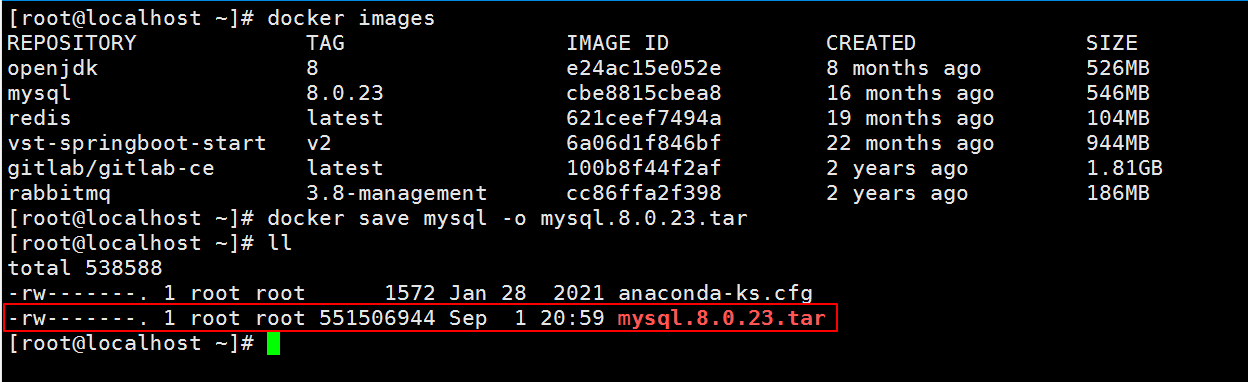 [root@localhost ~]# docker images
REPOSITORY TAG IMAGE ID CREATED SIZE
openjdk 8 e24ac15e052e 8 months ago 526MB
mysql 8.0.23 cbe8815cbea8 16 months ago 546MB
redis latest 621ceef7494a 19 months ago 104MB
vst-springboot-start v2 6a06d1f846bf 22 months ago 944MB
gitlab/gitlab-ce latest 100b8f44f2af 2 years ago 1.81GB
rabbitmq 3.8-management cc86ffa2f398 2 years ago 186MB
[root@localhost ~]# docker save mysql -o mysql.8.0.23.tar
[root@localhost ~]# ll
total 538588
-rw-------. 1 root root 1572 Jan 28 2021 anaconda-ks.cfg
-rw-------. 1 root root 551506944 Sep 1 20:59 mysql.8.0.23.tar
[root@localhost ~]#